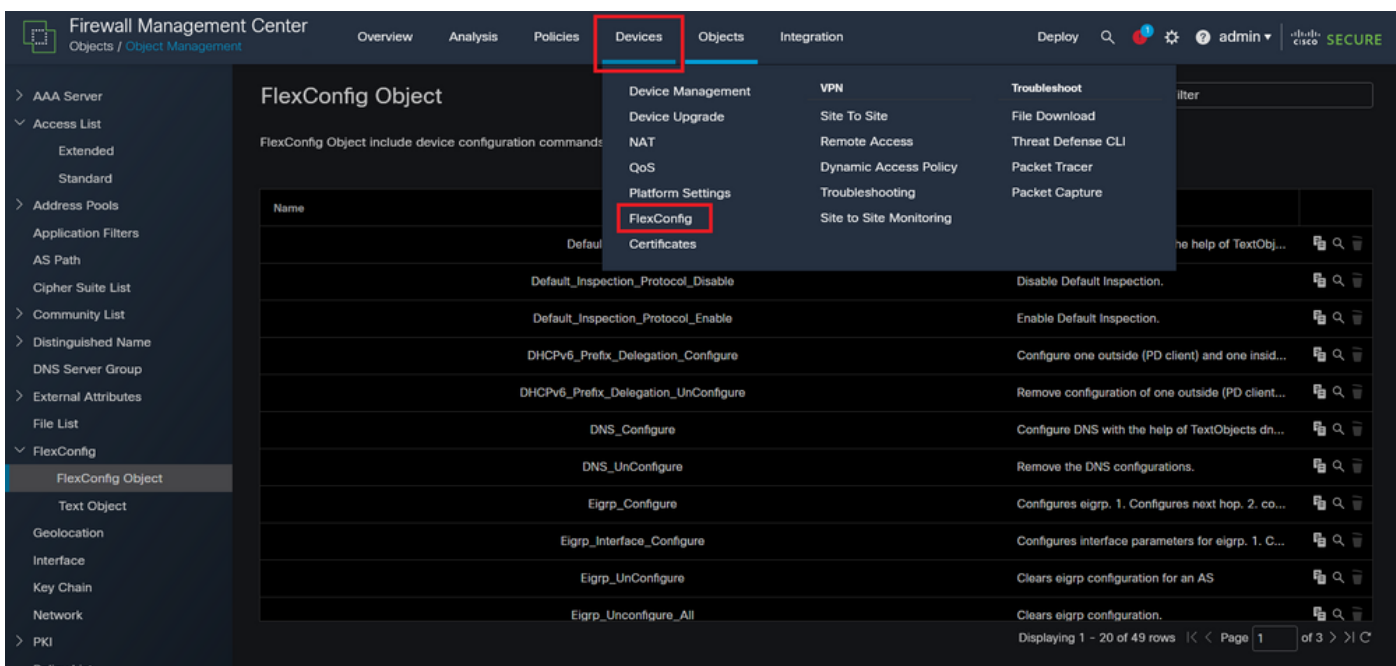 Firewall Management Center
Objects / Object Management
Overview Analysis Policies Devices Objects Integration
Deploy 1 admin
cisco SECURE
AAA Server
Access List
Extended
Standard
Address Pools
Application Filters
AS Path
Cipher Suite List
Community List
Distinguished Name
DNS Server Group
External Attributes
File List
FlexConfig
FlexConfig Object
Text Object
Geolocation
Interface
Key Chain
Network
PKI
FlexConfig Object
ilter
FlexConfig Object include device configuration commands
Device Management
Device Upgrade
NAT
QoS
Platform Settings
FlexConfig
Certificates
VPN
Site To Site
Remote Access
Dynamic Access Policy
Troubleshooting
Site to Site Monitoring
Troubleshoot
File Download
Threat Defense CLI
Packet Tracer
Packet Capture
Name
Defaul he help of TextObj...
Default_Inspection_Protocol_Disable Disable Default Inspection.
Default_Inspection_Protocol_Enable Enable Default Inspection.
DHCPv6_Prefix_Delegation_Configure Configure one outside (PD client) and one insid...
DHCPv6_Prefix_Delegation_UnConfigure Remove configuration of one outside (PD client...
DNS_Configure Configure DNS with the help of TextObjects dn...
DNS_UnConfigure Remove the DNS configurations.
Eigrp_Configure Configures eigrp. 1. Configures next hop. 2. co...
Eigrp_Interface_Configure Configures interface parameters for eigrp. 1. C...
Eigrp_UnConfigure Clears eigrp configuration for an AS
Eigrp_Unconfigure_All Clears eigrp configuration.
Displaying 1 - 20 of 49 rows |< < Page 1 of 3 > >|